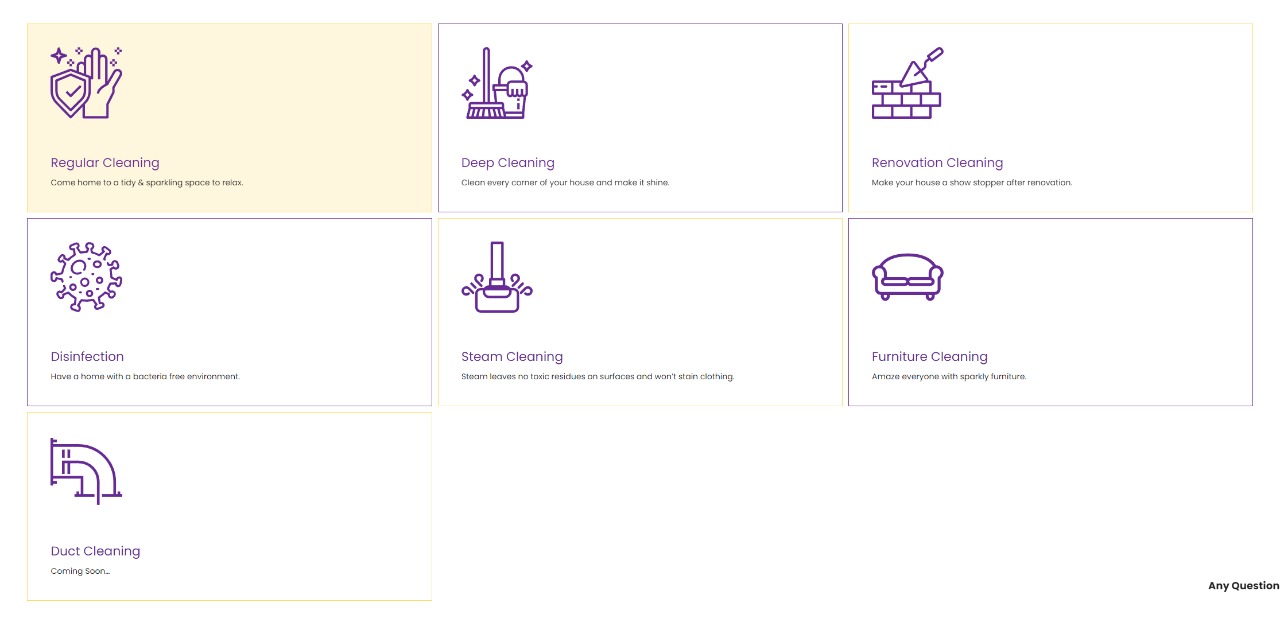 Regular Cleaning
Come home to a tidy & sparkling space to relax.
Deep Cleaning
Clean every corner of your house and make it shine.
Renovation Cleaning
Make your house a show stopper after renovation.
Disinfection
Have a home with a bacteria free environment.
Steam Cleaning
Steam leaves no toxic residues on surfaces and won't stain clothing.
Furniture Cleaning
Amaze everyone with sparkly furniture.
Duct Cleaning
Coming Soon...
Any Question